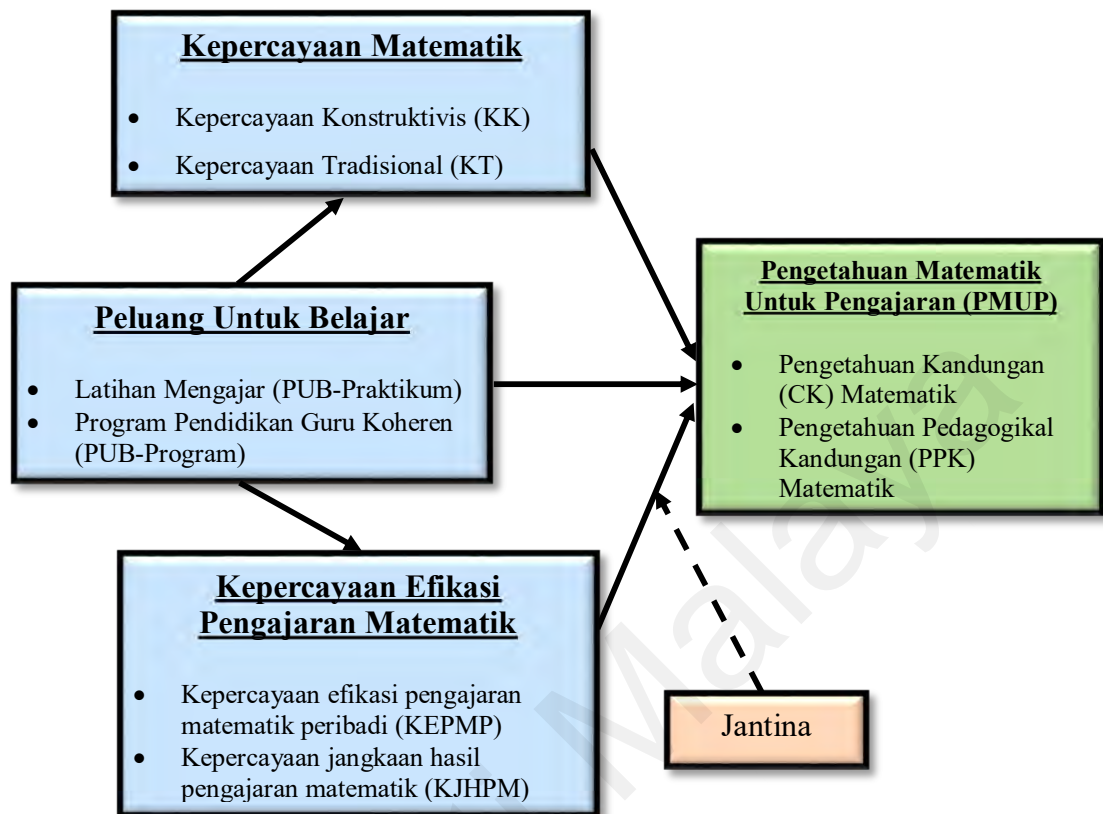 Kepercayaan Matematik
• Kepercayaan Konstruktivis (KK)
• Kepercayaan Tradisional (KT)
Peluang Untuk Belajar
• Latihan Mengajar (PUB-Praktikum)
• Program Pendidikan Guru Koheren
(PUB-Program)
Kepercayaan Efikasi
Pengajaran Matematik
• Kepercayaan efikasi pengajaran
matematik peribadi (KEPMP)
• Kepercayaan jangkaan hasil
pengajaran matematik (KJHPM)
Pengetahuan Matematik
Untuk Pengajaran (PMUP)
• Pengetahuan Kandungan
(CK) Matematik
• Pengetahuan Pedagogikal
Kandungan (PPK)
Matematik
Jantina
Malaya